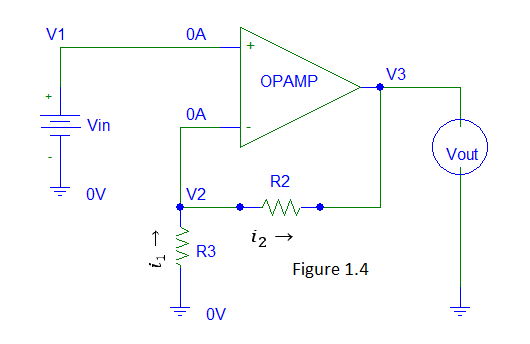 V1
0A
+
OPAMP
V3
+
Vin
-
0A
-
Vout
0V
R2
V2
i₂ →
i₁ →
R3
Figure 1.4
0V